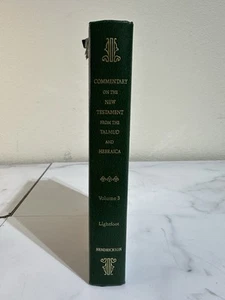 COMMENTARY
ON THE
NEW
TESTAMENT
FROM THE
TALMUD
AND
HEBRAICA
Volume 3
Lightfoot
HENDRICKSON